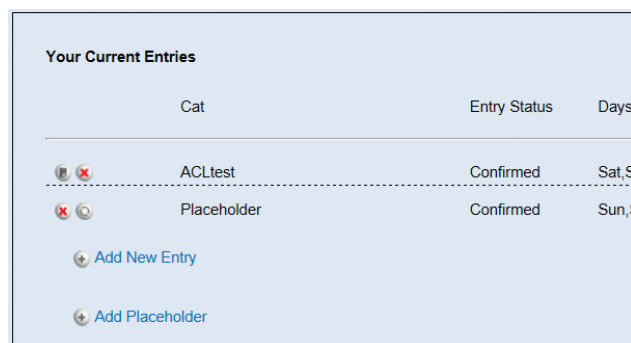 Your Current Entries
Cat Entry Status Days
ACLtest Confirmed Sat,S
Placeholder Confirmed Sun,
Add New Entry
Add Placeholder